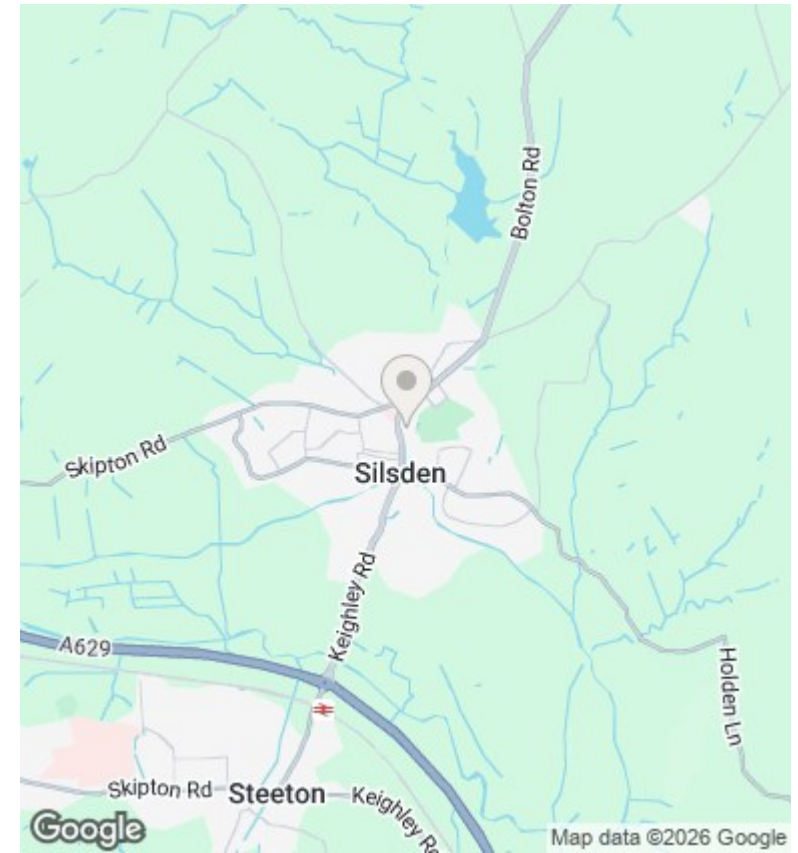 Bolton Rd
Skipton Rd
Silsden
Keighley Rd
A629
Holden Ln
Skipton Rd
Steeton
Keighley Rd
Google
Map data ©2026 Google